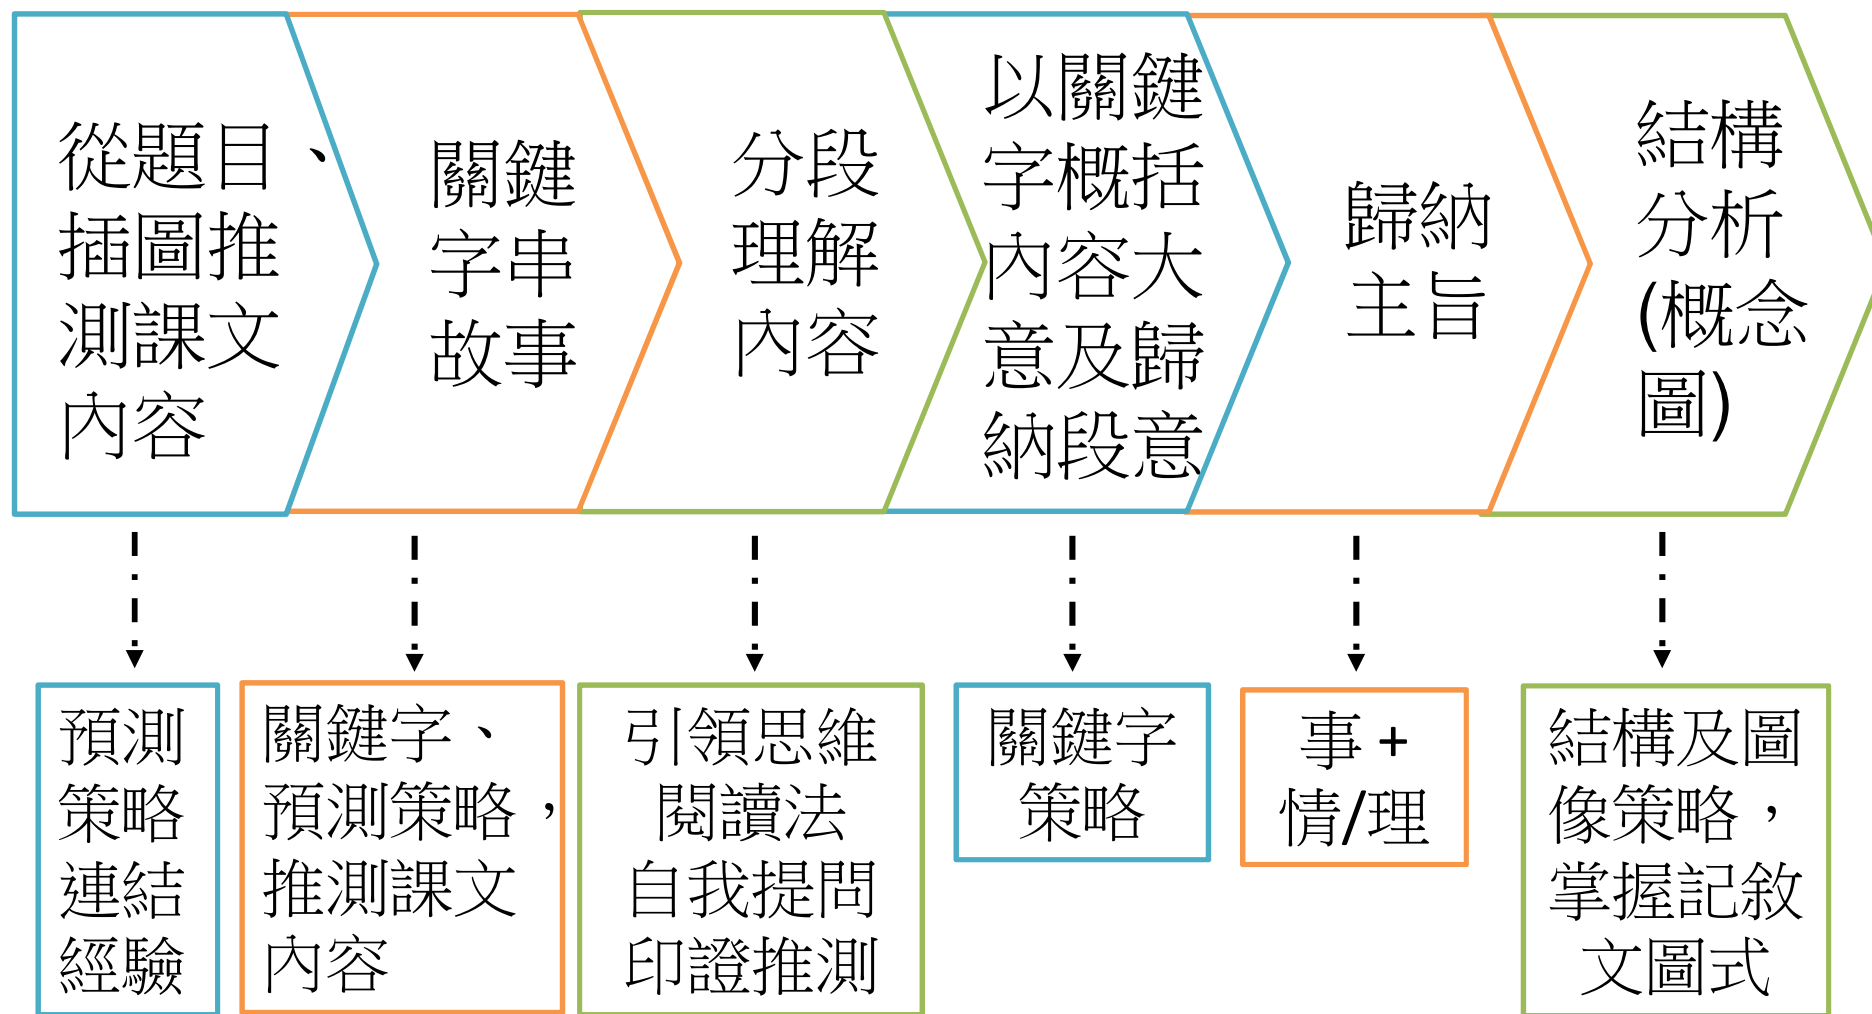 從題目、
插圖推
測課文
內容
關鍵
字串
故事
分段
理解
內容
以關鍵
字概括
內容大
意及歸
納段意
歸納
主旨
結構
分析
(概念
圖)
預測
策略
連結
經驗
關鍵字、
預測策略，
推測課文
內容
引領思維
閱讀法
自我提問
印證推測
關鍵字
策略
事 +
情/理
結構及圖
像策略，
掌握記敘
文圖式